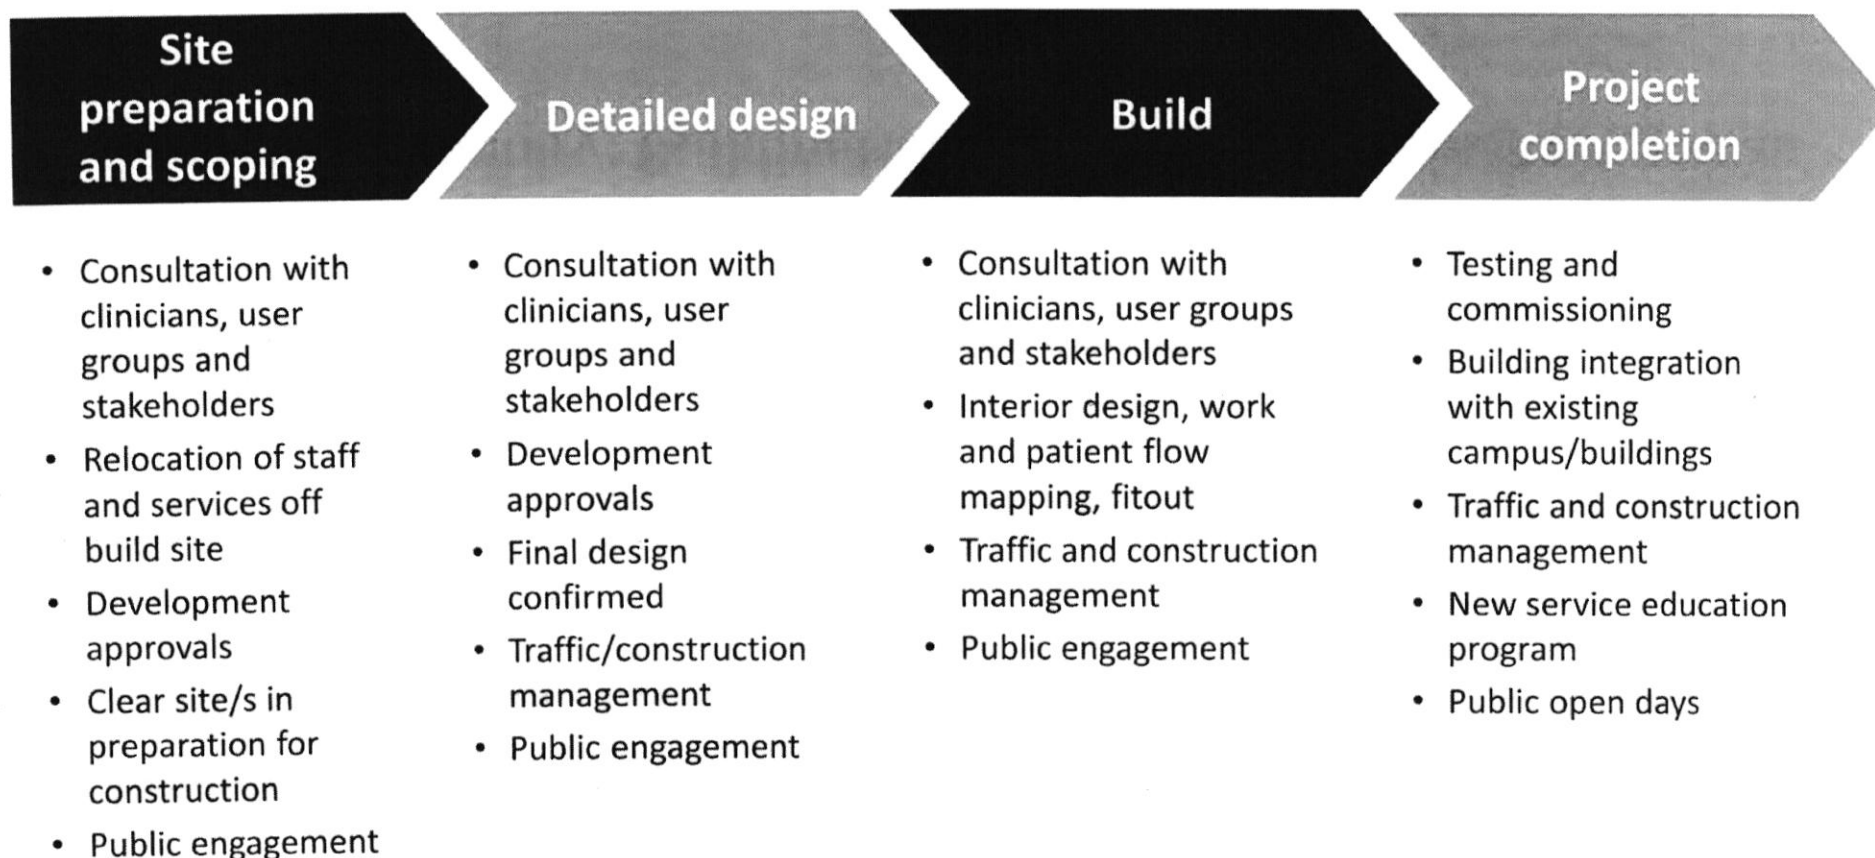 Site
preparation
and scoping
Detailed design
Build
Project
completion
• Consultation with
clinicians, user
groups and
stakeholders
• Relocation of staff
and services off
build site
• Development
approvals
• Clear site/s in
preparation for
construction
• Public engagement
• Consultation with
clinicians, user
groups and
stakeholders
• Development
approvals
• Final design
confirmed
• Traffic/construction
management
• Public engagement
• Consultation with
clinicians, user groups
and stakeholders
• Interior design, work
and patient flow
mapping, fitout
• Traffic and construction
management
• Public engagement
• Testing and
commissioning
• Building integration
with existing
campus/buildings
• Traffic and construction
management
• New service education
program
• Public open days